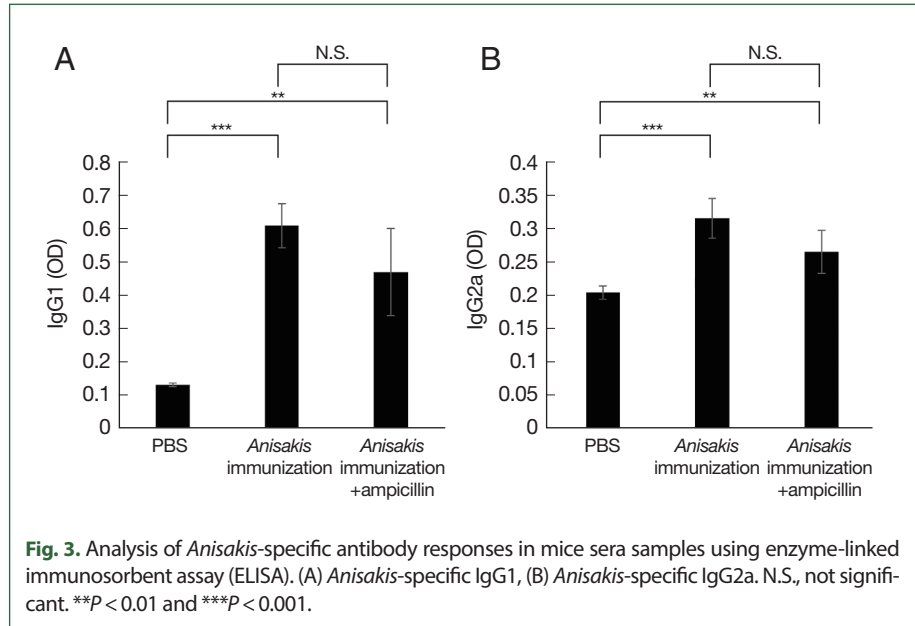 A
N.S.
**
***
0.8
0.7
0.6
0.5
0.4
0.3
0.2
0.1
0
IgG1 (OD)
PBS
Anisakis
immunization
Anisakis
immunization
+ampicillin
B
N.S.
**
***
0.4
0.35
0.3
0.25
0.2
0.15
0.1
0.05
0
IgG2a (OD)
PBS
Anisakis
immunization
Anisakis
immunization
+ampicillin
Fig. 3. Analysis of Anisakis-specific antibody responses in mice sera samples using enzyme-linked
immunosorbent assay (ELISA). (A) Anisakis-specific IgG1, (B) Anisakis-specific IgG2a. N.S., not signifi-
cant. **P < 0.01 and ***P < 0.001.